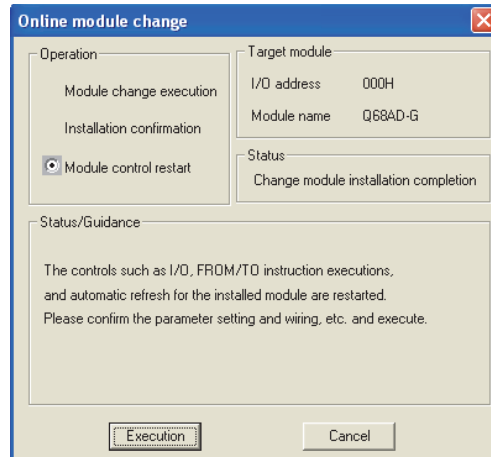 Online module change
Operation
Module change execution
Installation confirmation
Module control restart
Target module
I/O address 000H
Module name Q68AD-G
Status
Change module installation completion
Status/Guidance
The controls such as I/O, FROM/TO instruction executions,
and automatic refresh for the installed module are restarted.
Please confirm the parameter setting and wiring, etc. and execute.
Execution Cancel